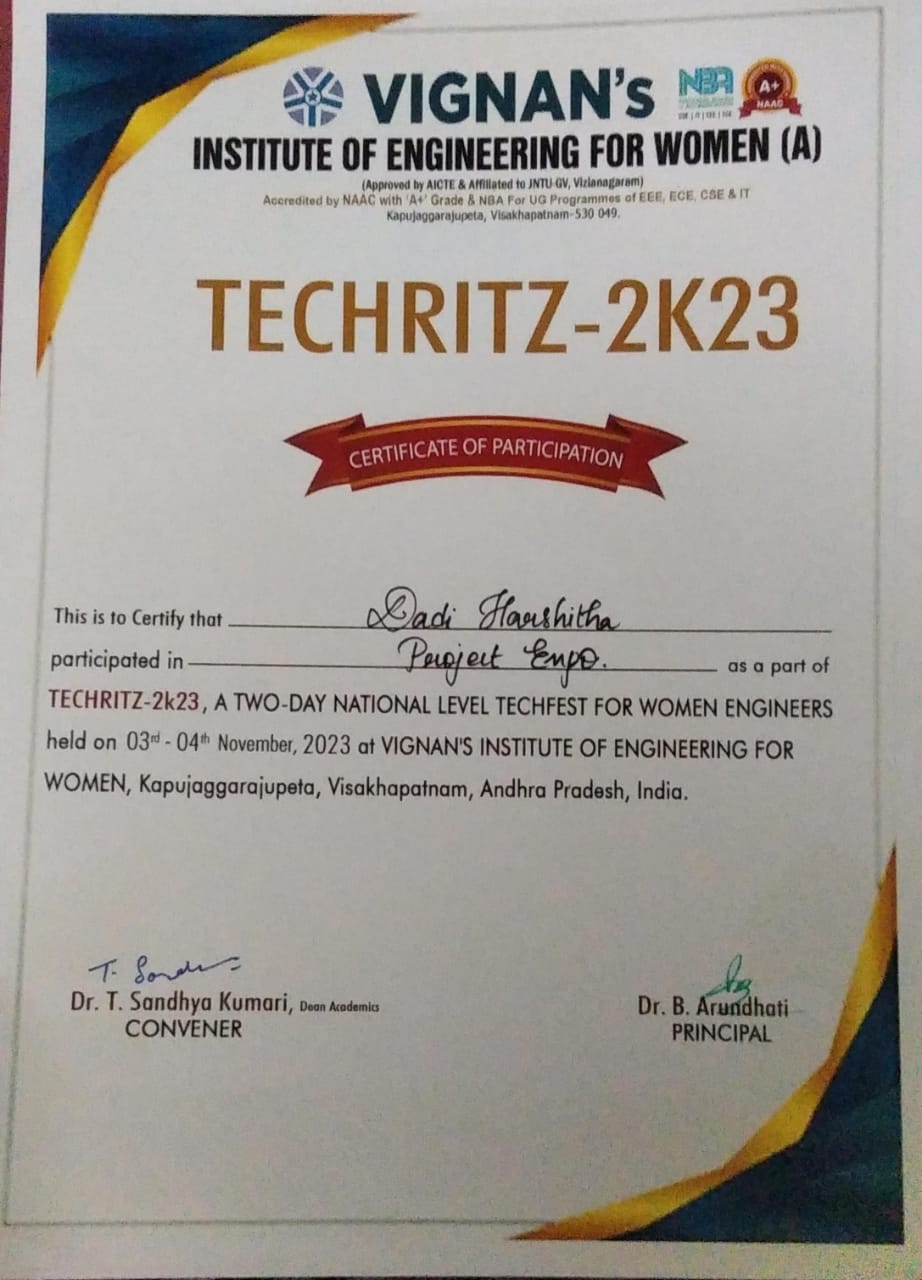 VIGNAN's
NBA
A+
NAAC
INSTITUTE OF ENGINEERING FOR WOMEN (A)
(Approved by AICTE & Affiliated to JNTU-GV, Vizianagaram)
Accredited by NAAC with 'A+' Grade & NBA For UG Programmes of EEE, ECE, CSE & IT
Kapujaggarajupeta, Visakhapatnam-530 049.
TECHRITZ-2K23
CERTIFICATE OF PARTICIPATION
This is to Certify that Dadi Harshitha
participated in Project Expo. as a part of
TECHRITZ-2k23, A TWO-DAY NATIONAL LEVEL TECHFEST FOR WOMEN ENGINEERS
held on 03rd - 04th November, 2023 at VIGNAN'S INSTITUTE OF ENGINEERING FOR
WOMEN, Kapujaggarajupeta, Visakhapatnam, Andhra Pradesh, India.
Dr. T. Sandhya Kumari, Dean Academics
CONVENER
Dr. B. Arundhati
PRINCIPAL